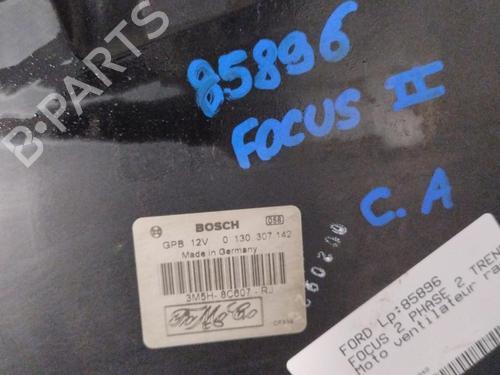 B-PARTS
85896
FOCUS II
C.A
BOSCH 058
GPB 12V 0 130 307 142
Made in Germany
3M5H-8C607-RJ
FORD Lp:85896
FOCUS 2 PHASE 2 TREN
Moto ventilateur